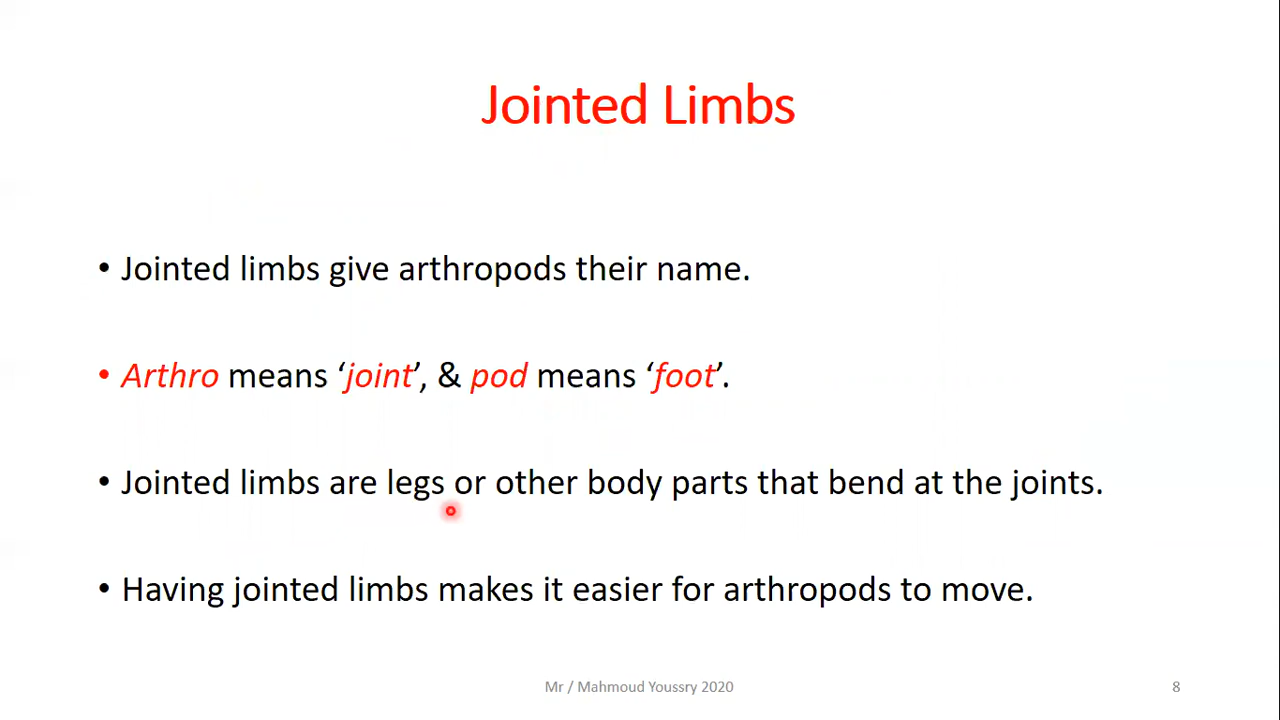 Jointed Limbs
• Jointed limbs give arthropods their name.
• Arthro means ‘joint’, & pod means ‘foot’.
• Jointed limbs are legs or other body parts that bend at the joints.
• Having jointed limbs makes it easier for arthropods to move.
Mr / Mahmoud Youssry 2020
8